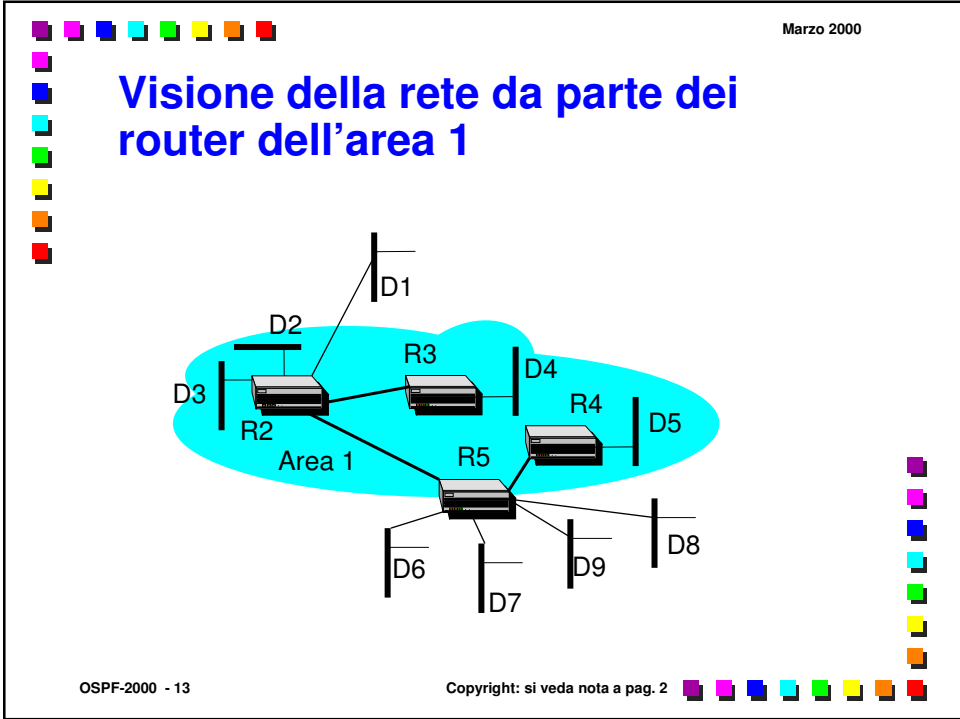 Marzo 2000
Visione della rete da parte dei
router dell'area 1
D1
D2
R3
D4
D3
R4
D5
R2
Area 1
R5
D8
D6
D9
D7
OSPF-2000 - 13
Copyright: si veda nota a pag. 2